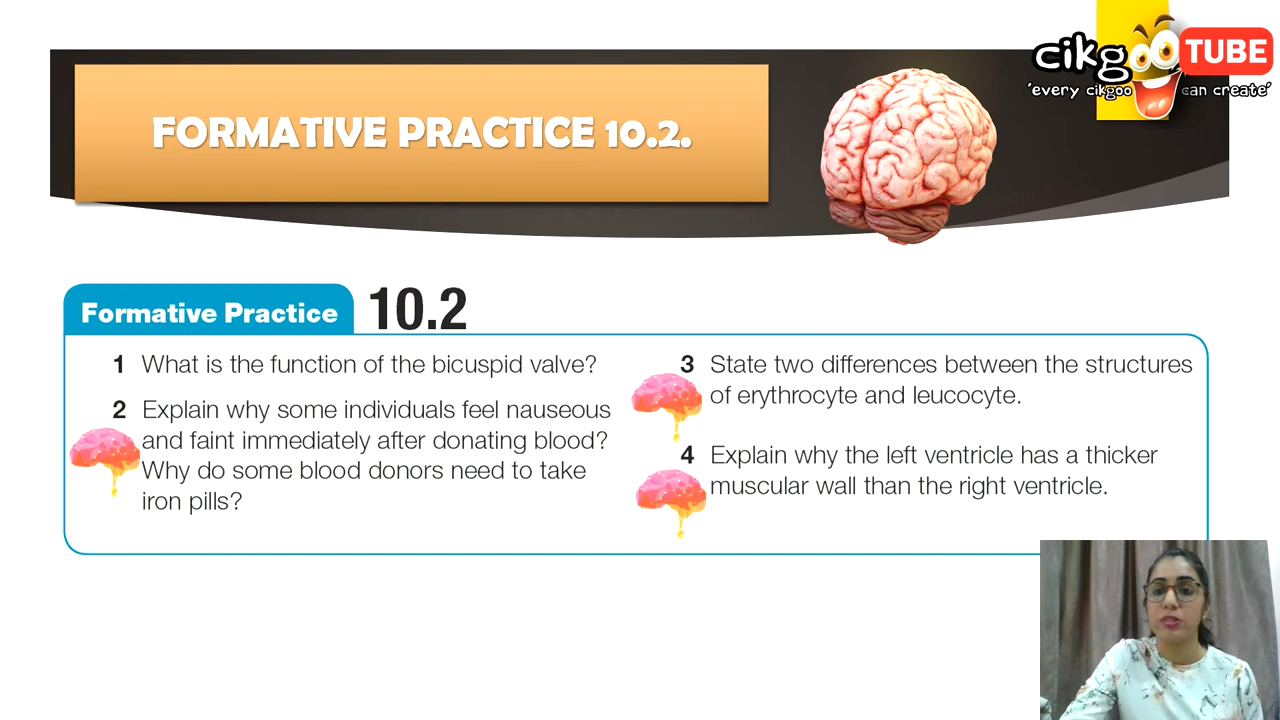 cikgoo TUBE
'every cikgoo can create'
FORMATIVE PRACTICE 10.2.
Formative Practice 10.2
1 What is the function of the bicuspid valve?
2 Explain why some individuals feel nauseous
and faint immediately after donating blood?
Why do some blood donors need to take
iron pills?
3 State two differences between the structures
of erythrocyte and leucocyte.
4 Explain why the left ventricle has a thicker
muscular wall than the right ventricle.